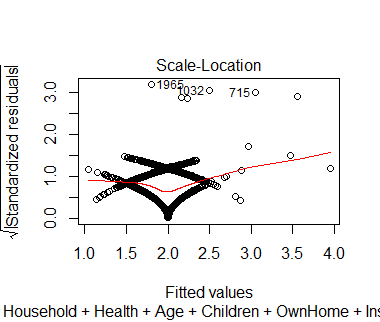 Scale-Location
√|Standardized residuals|
3.0
2.0
1.0
0.0
1965
1032
715
1.0 1.5 2.0 2.5 3.0 3.5 4.0
Fitted values
Household + Health + Age + Children + OwnHome + Ins